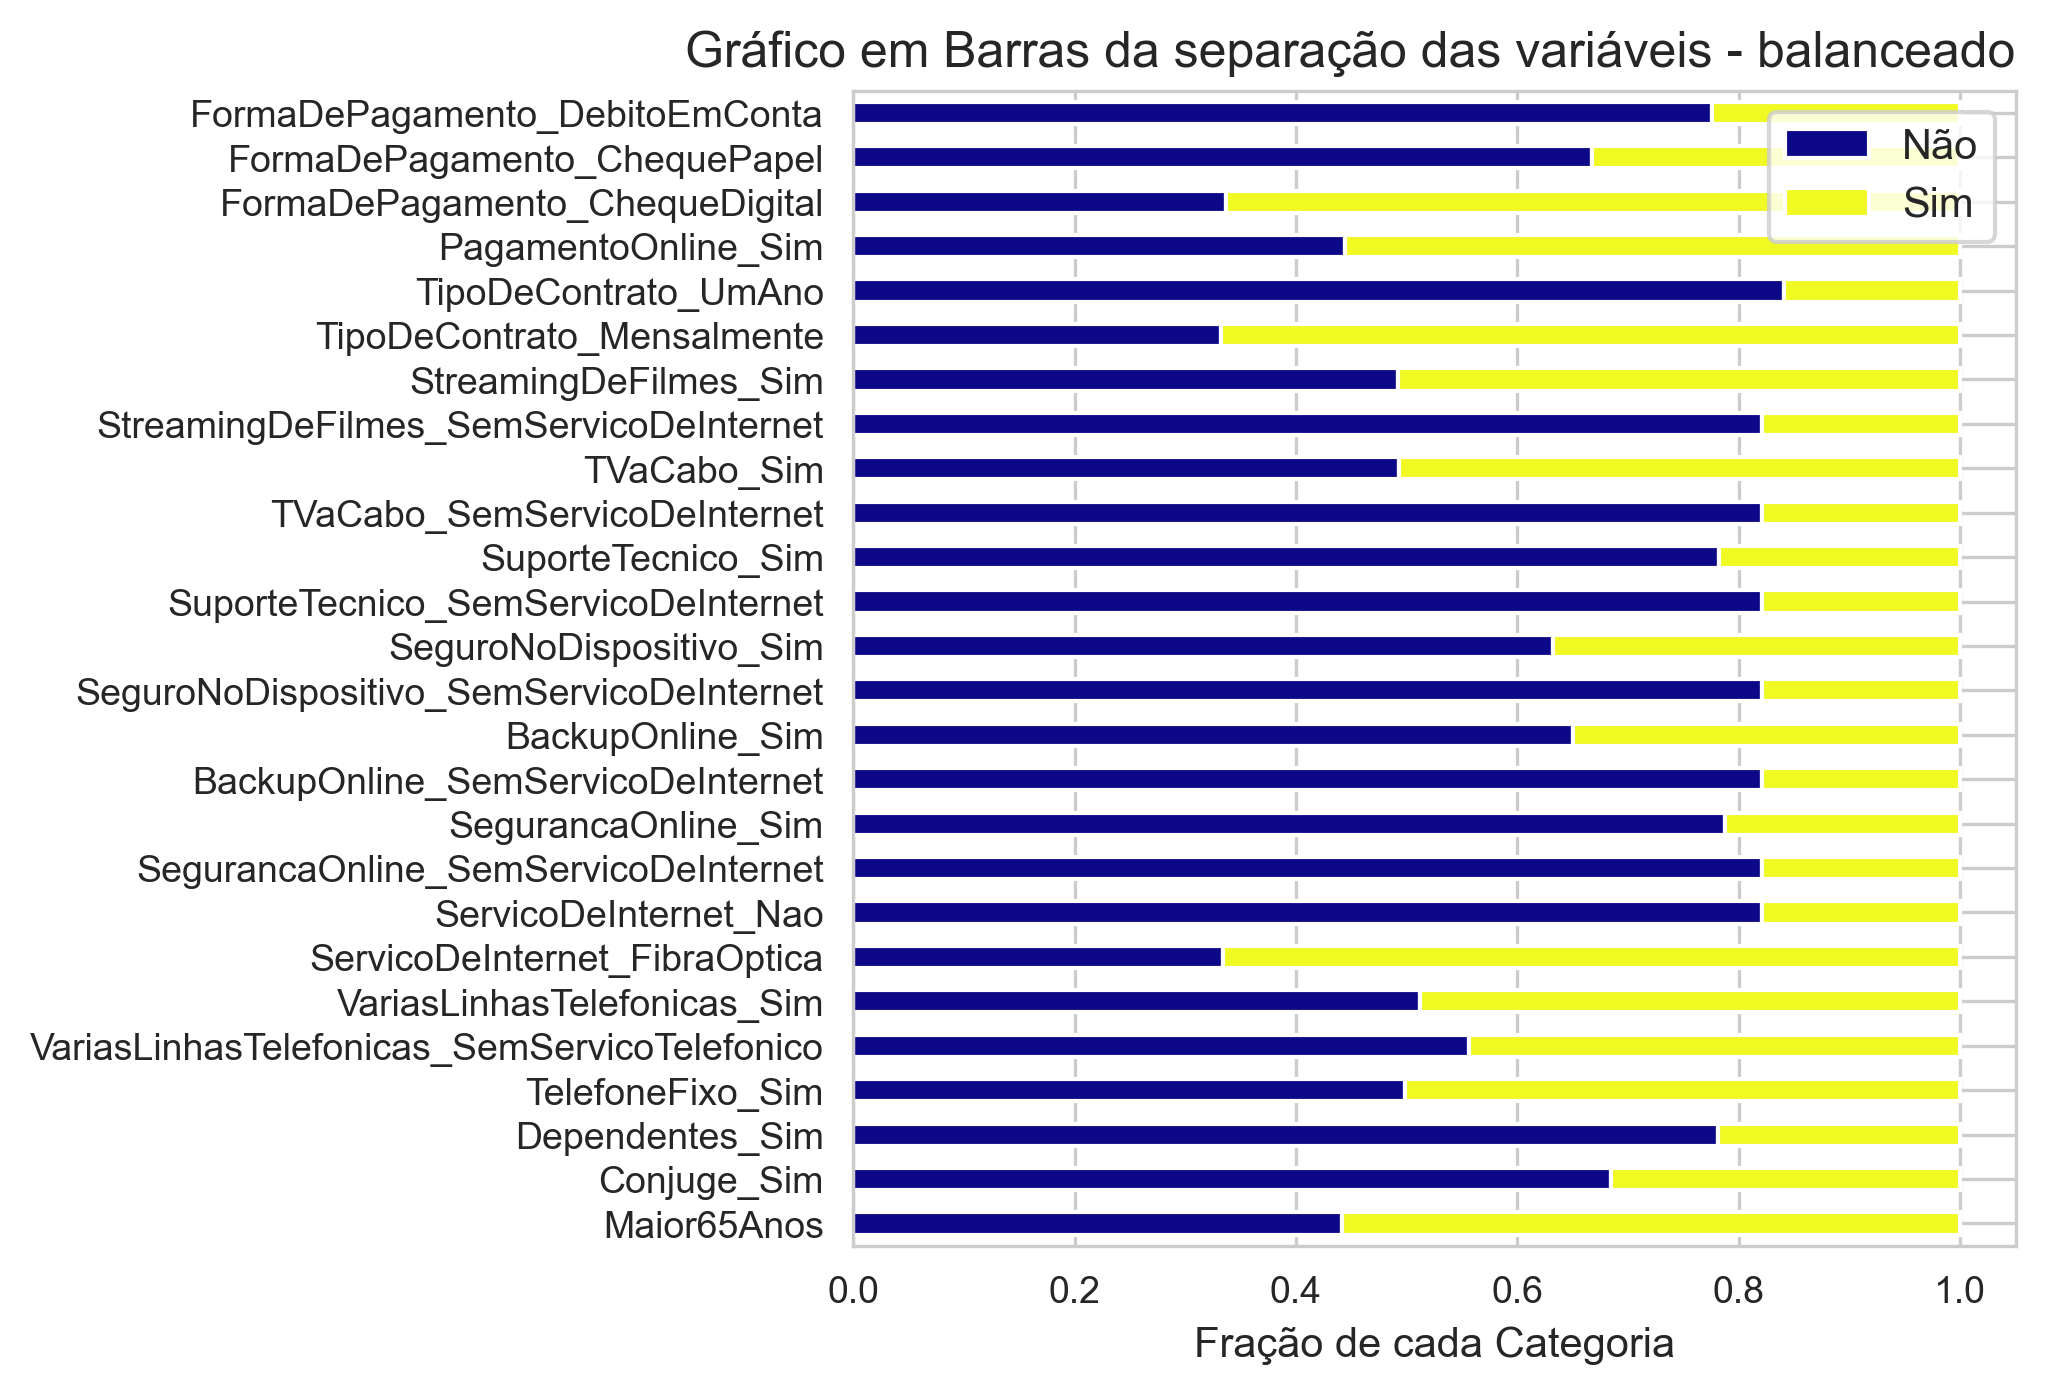 Gráfico em Barras da separação das variáveis - balanceado
FormaDePagamento_DebitoEmConta
FormaDePagamento_ChequePapel
FormaDePagamento_ChequeDigital
PagamentoOnline_Sim
TipoDeContrato_UmAno
TipoDeContrato_Mensalmente
StreamingDeFilmes_Sim
StreamingDeFilmes_SemServicoDeInternet
TVaCabo_Sim
TVaCabo_SemServicoDeInternet
SuporteTecnico_Sim
SuporteTecnico_SemServicoDeInternet
SeguroNoDispositivo_Sim
SeguroNoDispositivo_SemServicoDeInternet
BackupOnline_Sim
BackupOnline_SemServicoDeInternet
SegurancaOnline_Sim
SegurancaOnline_SemServicoDeInternet
ServicoDeInternet_Nao
ServicoDeInternet_FibraOptica
VariasLinhasTelefonicas_Sim
VariasLinhasTelefonicas_SemServicoTelefonico
TelefoneFixo_Sim
Dependentes_Sim
Conjuge_Sim
Maior65Anos
Não
Sim
0.0 0.2 0.4 0.6 0.8 1.0
Fração de cada Categoria